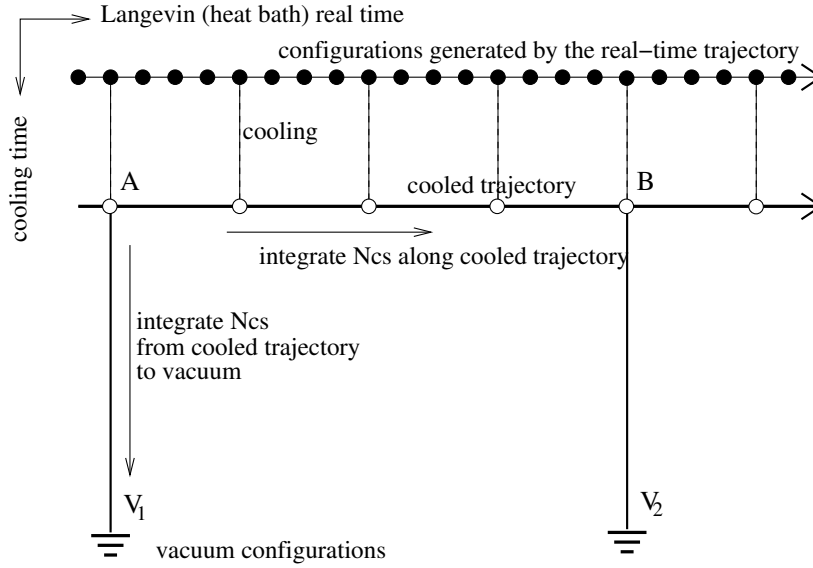 Langevin (heat bath) real time
configurations generated by the real-time trajectory
cooling time
cooling
A
cooled trajectory
B
integrate Ncs along cooled trajectory
integrate Ncs
from cooled trajectory
to vacuum
V1
V2
vacuum configurations